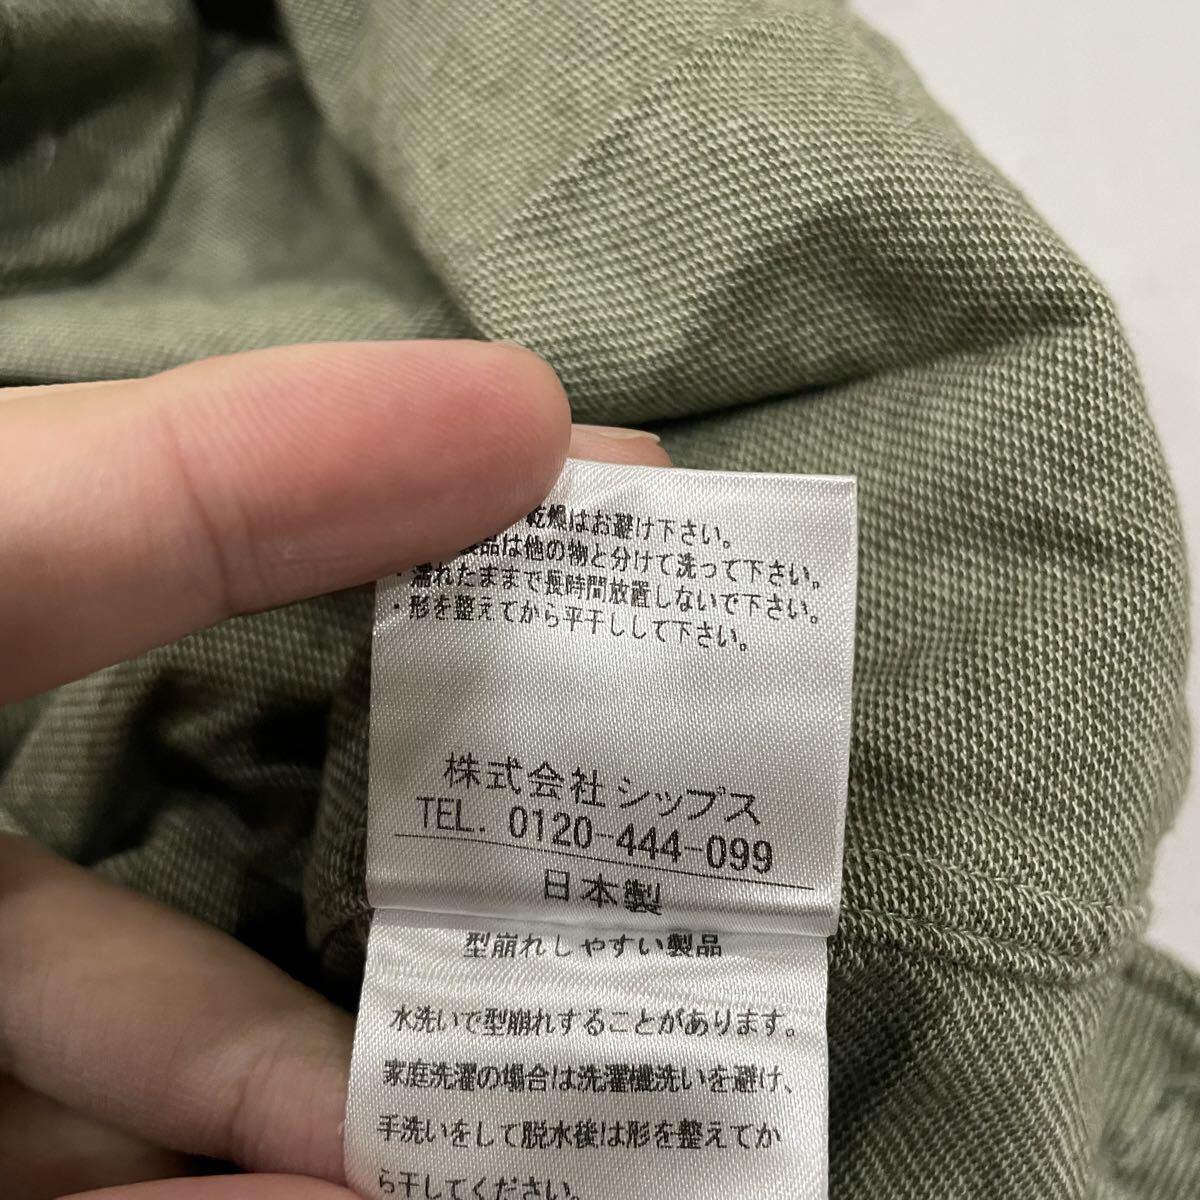 乾燥はお避け下さい。
製品は他の物と分けて洗って下さい。
・濡れたままで長時間放置しないで下さい。
・形を整えてから平干しして下さい。
株式会社シップス
TEL. 0120-444-099
日本製
型崩れしやすい製品
水洗いで型崩れすることがあります。
家庭洗濯の場合は洗濯機洗いを避け、
手洗いをして脱水後は形を整えてか
ら干してください。